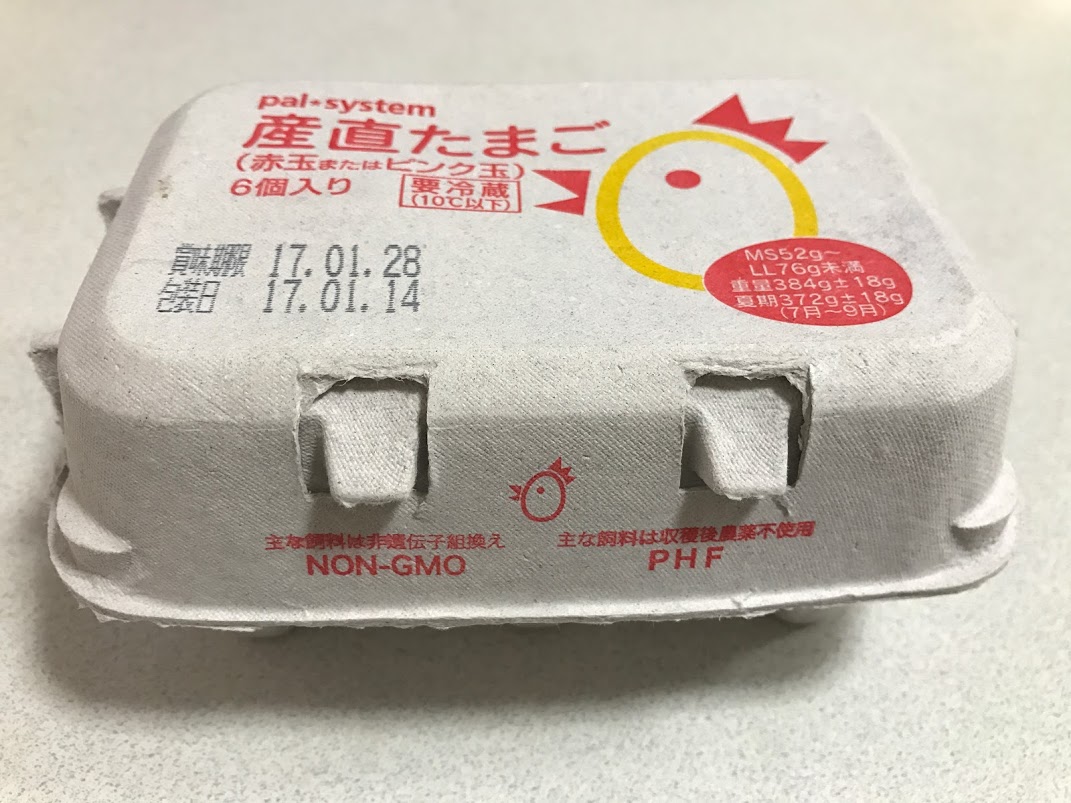 pal*system
産直たまご
(赤玉またはピンク玉)
6個入り
要冷蔵
(10℃以下)
賞味期限 17.01.28
包装日 17.01.14
MS52g~
LL76g未満
重量384g±18g
夏期372g±18g
(7月~9月)
主な飼料は非遺伝子組換え
NON-GMO
主な飼料は収穫後農薬不使用
PHF